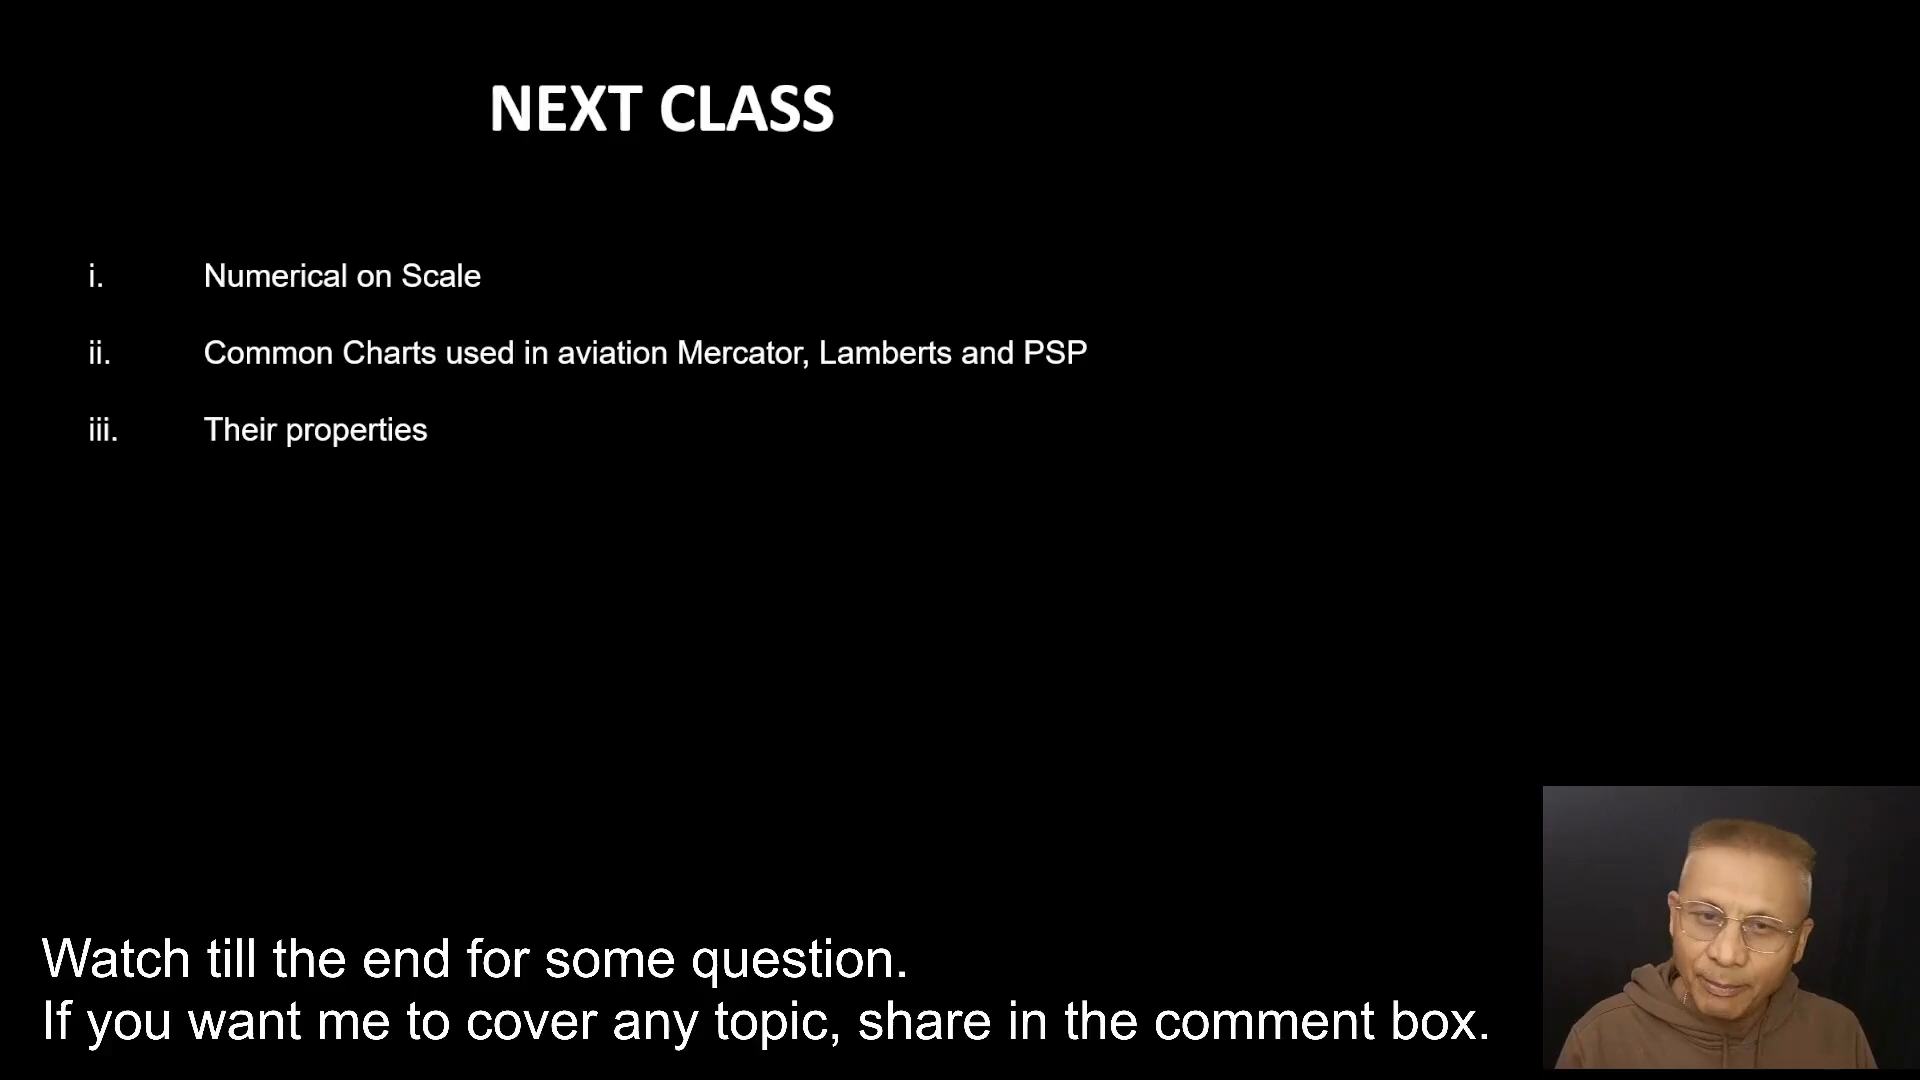 NEXT CLASS
i. Numerical on Scale
ii. Common Charts used in aviation Mercator, Lamberts and PSP
iii. Their properties
Watch till the end for some question.
If you want me to cover any topic, share in the comment box.